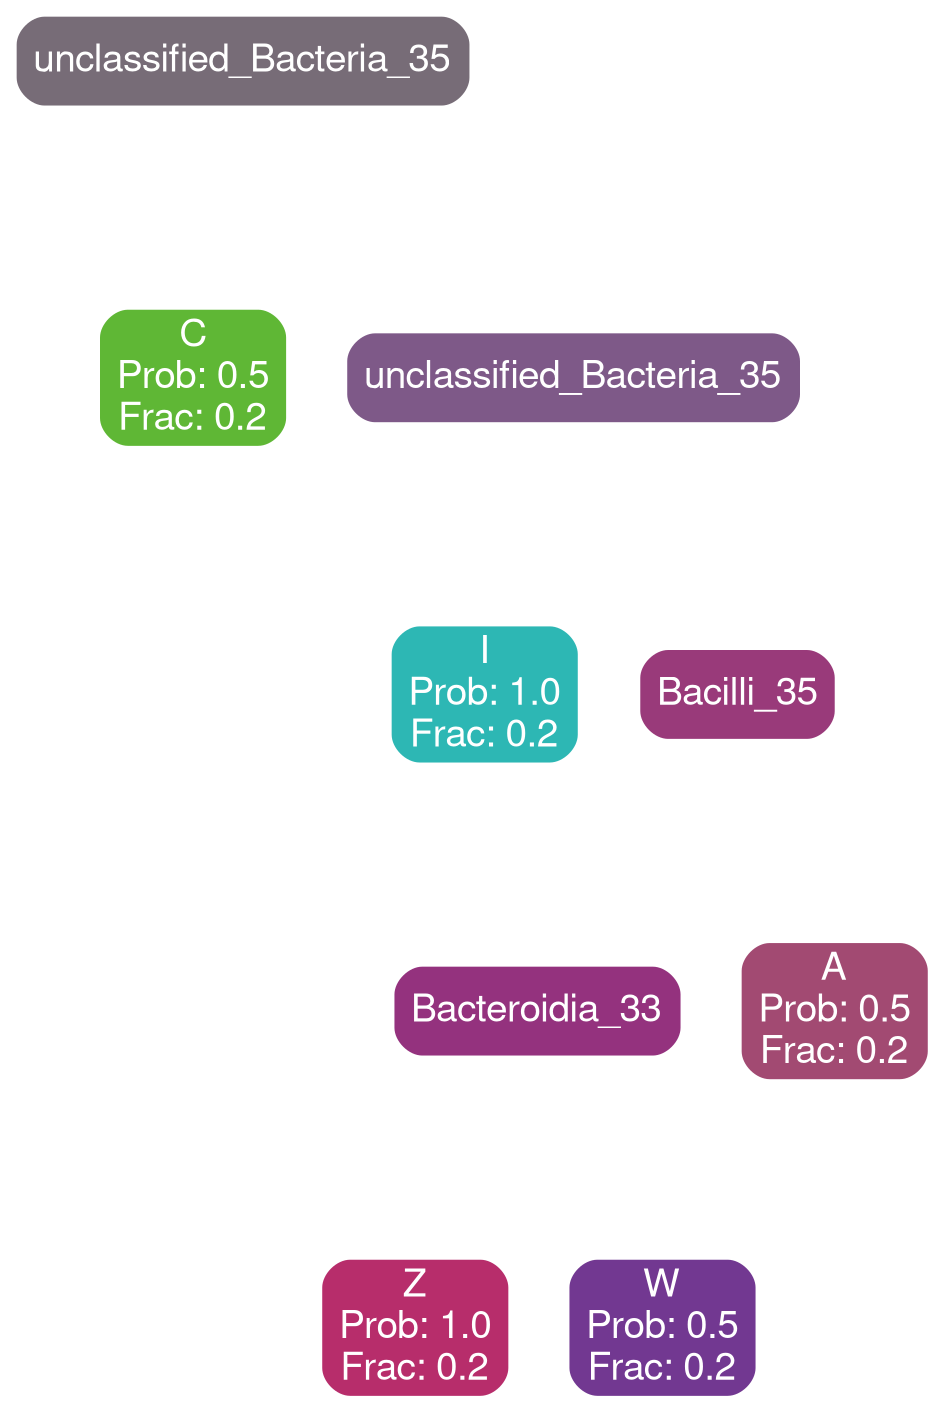 unclassified_Bacteria_35
C
Prob: 0.5
Frac: 0.2
unclassified_Bacteria_35
I
Prob: 1.0
Frac: 0.2
Bacilli_35
Bacteroidia_33
A
Prob: 0.5
Frac: 0.2
Z
Prob: 1.0
Frac: 0.2
W
Prob: 0.5
Frac: 0.2